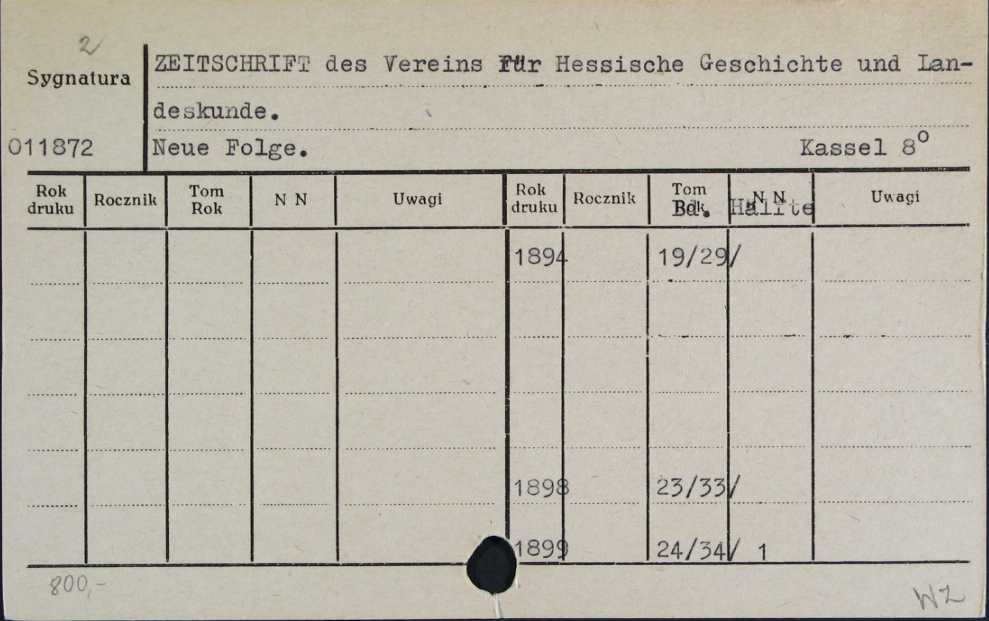 2
Sygnatura
ZEITSCHRIFT des Vereins Für Hessische Geschichte und Lan-
deskunde.
011872
Neue Folge. Kassel 8°
Rok druku Rocznik Tom Rok N N Uwagi Rok druku Rocznik Tom Rok Bd. N N Hälfte Uwagi
1894 19/29/
1898 23/33/
1899 24/34/ 1
800,-
WZ